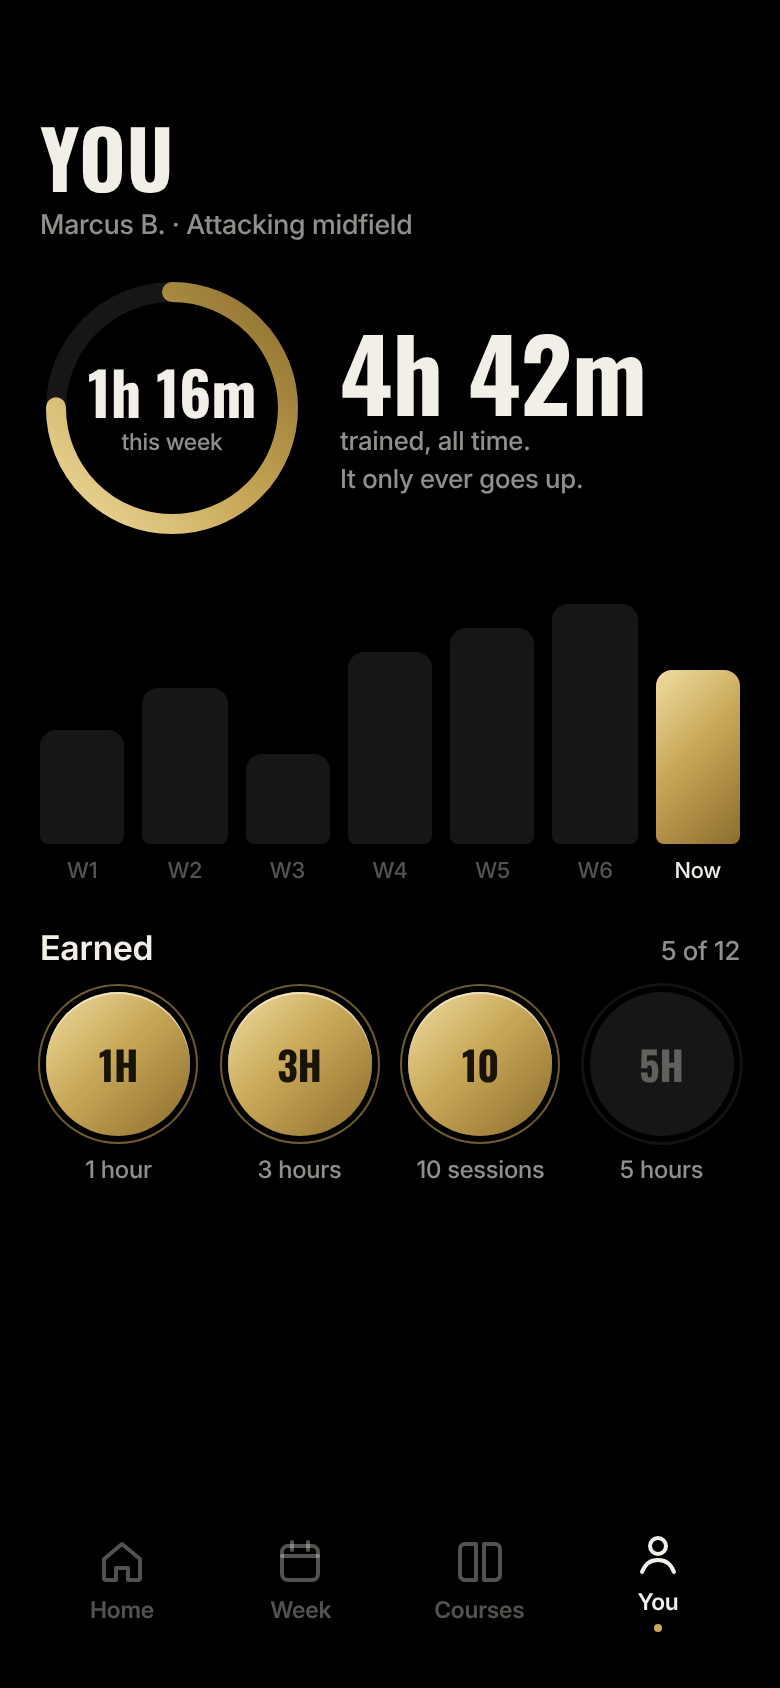 YOU
Marcus B. · Attacking midfield
1h 16m
this week
4h 42m
trained, all time.
It only ever goes up.
W1 W2 W3 W4 W5 W6 Now
Earned 5 of 12
1H 3H 10 5H
1 hour 3 hours 10 sessions 5 hours
Home Week Courses You